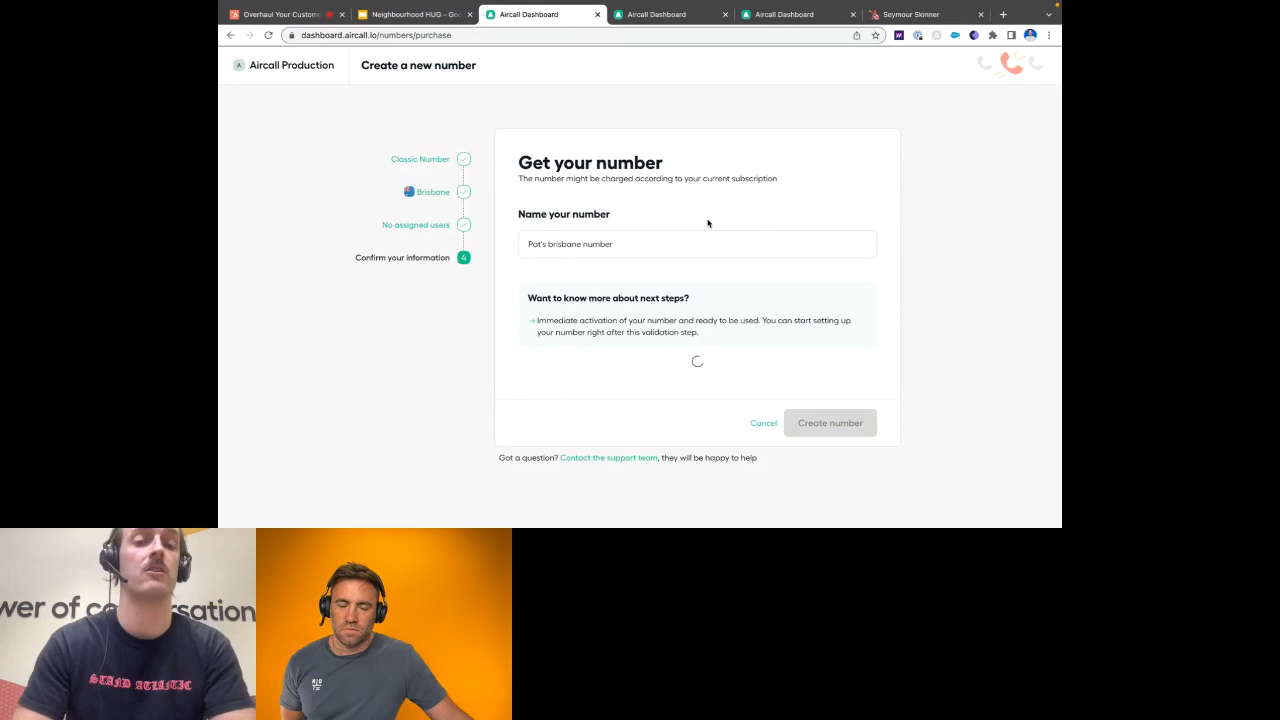 Overhaul Your Custome
Neighbourhood HUG - Goo
Aircall Dashboard
Aircall Dashboard
Aircall Dashboard
Seymour Skinner
dashboard.aircall.io/numbers/purchase
A Aircall Production
Create a new number
Classic Number
Brisbane
No assigned users
Confirm your information 4
Get your number
The number might be charged according to your current subscription
Name your number
Pat's brisbane number
Want to know more about next steps?
→ Immediate activation of your number and ready to be used. You can start setting up
your number right after this validation step.
Cancel
Create number
Got a question? Contact the support team, they will be happy to help
wer of co sation
STAND ATLANTIC